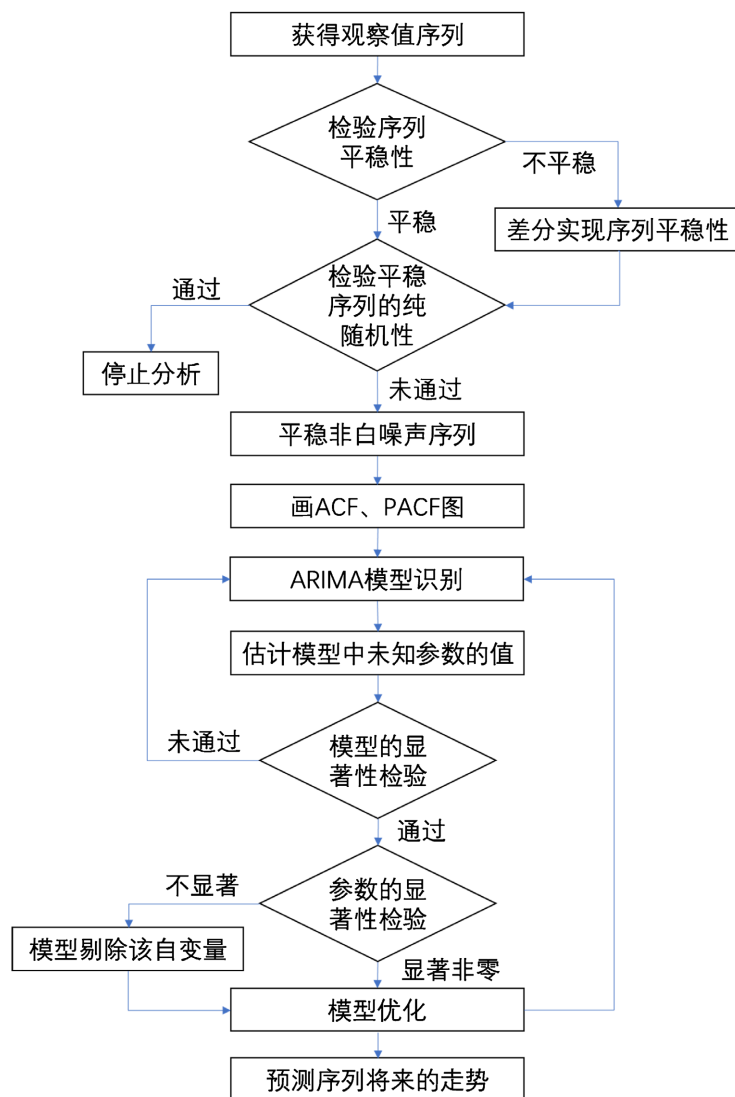 获得观察值序列
检验序列
平稳性
不平稳
平稳
差分实现序列平稳性
检验平稳
序列的纯
随机性
通过
停止分析
未通过
平稳非白噪声序列
画ACF、PACF图
ARIMA模型识别
估计模型中未知参数的值
模型的显
著性检验
未通过
通过
参数的显
著性检验
不显著
模型剔除该自变量
显著非零
模型优化
预测序列将来的走势